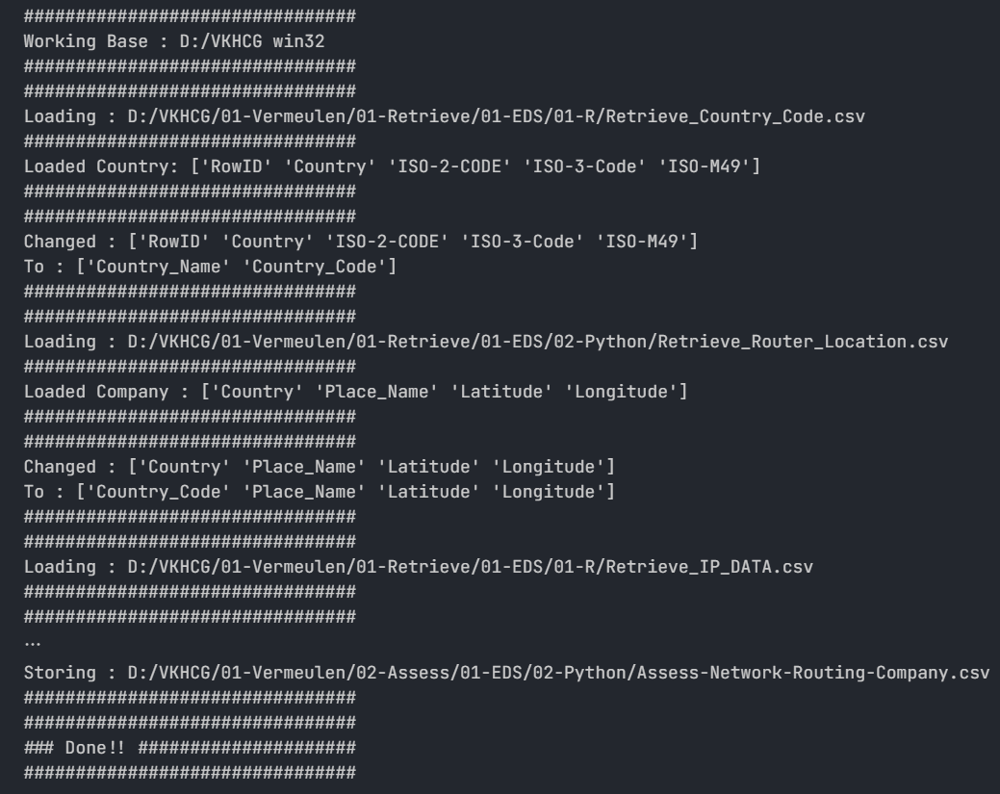 ################################
Working Base : D:/VKHCG win32
################################
################################
Loading : D:/VKHCG/01-Vermeulen/01-Retrieve/01-EDS/01-R/Retrieve_Country_Code.csv
################################
Loaded Country: ['RowID' 'Country' 'ISO-2-CODE' 'ISO-3-Code' 'ISO-M49']
################################
################################
Changed : ['RowID' 'Country' 'ISO-2-CODE' 'ISO-3-Code' 'ISO-M49']
To : ['Country_Name' 'Country_Code']
################################
################################
Loading : D:/VKHCG/01-Vermeulen/01-Retrieve/01-EDS/02-Python/Retrieve_Router_Location.csv
################################
Loaded Company : ['Country' 'Place_Name' 'Latitude' 'Longitude']
################################
################################
Changed : ['Country' 'Place_Name' 'Latitude' 'Longitude']
To : ['Country_Code' 'Place_Name' 'Latitude' 'Longitude']
################################
################################
Loading : D:/VKHCG/01-Vermeulen/01-Retrieve/01-EDS/01-R/Retrieve_IP_DATA.csv
################################
################################
...
Storing : D:/VKHCG/01-Vermeulen/02-Assess/01-EDS/02-Python/Assess-Network-Routing-Company.csv
################################
################################
### Done!! #####################
################################